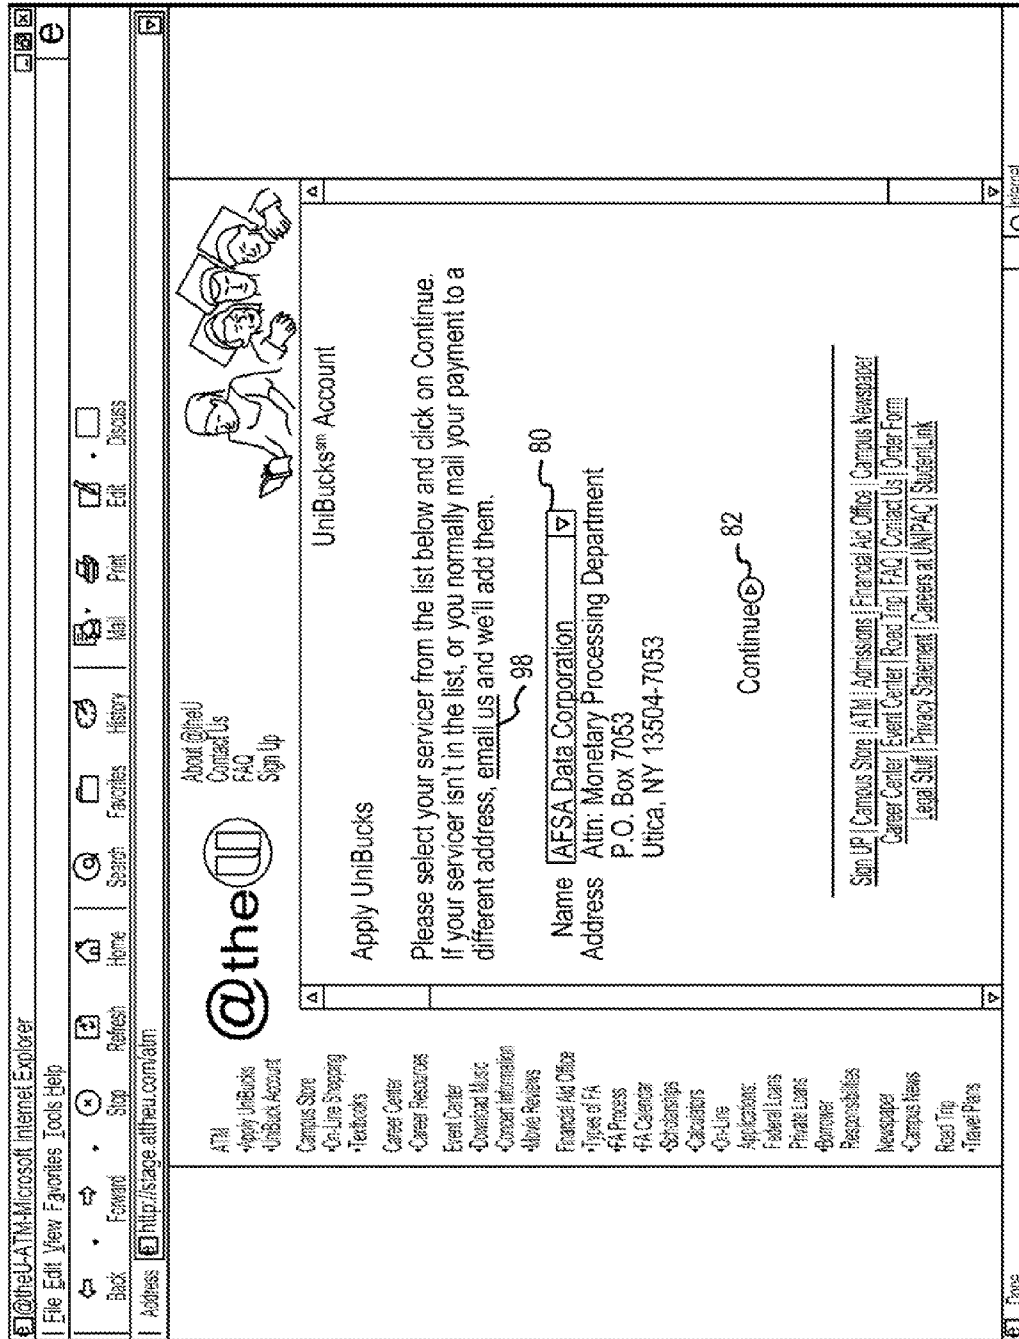 @theU-ATM-Microsoft Internet Explorer
File Edit View Favorites Tools Help
Back Forward Stop Refresh Home Search Favorites History Mail Print Edit Discuss
Address http://stage.attheu.com/atm
@the U
About @theU
Contact Us
FAQ
Sign Up
ATM
•Apply UniBucks
•UniBuck Account
Campus Store
•On-Line Shopping
•Textbooks
Career Center
•Career Resources
Event Center
•Download Music
•Concert Information
•Movie Reviews
Financial Aid Office
•Types of FA
•FA Process
•FA Calendar
•Scholarships
•Calculators
•On-Line
Applications:
Federal Loans
Private Loans
•Borrower
Responsibilities
Newspaper
•Campus News
Road Trip
•Travel Plans
UniBucks℠ Account
Apply UniBucks
Please select your servicer from the list below and click on Continue.
If your servicer isn't in the list, or you normally mail your payment to a
different address, email us and we'll add them.
98
Name AFSA Data Corporation 80
Address Attn: Monetary Processing Department
P.O. Box 7053
Utica, NY 13504-7053
Continue 82
Sign UP | Campus Store | ATM | Admissions | Financial Aid Office | Campus Newspaper
Career Center | Event Center | Road Trip | FAQ | Contact Us | Order Form
Legal Stuff | Privacy Statement | Careers at UNIPAC | StudentLink
Done Internet